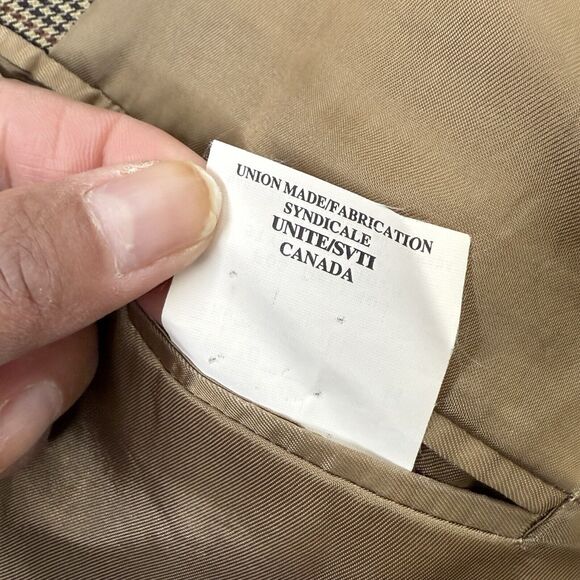 UNION MADE/FABRICATION
SYNDICALE
UNITE/SVTI
CANADA